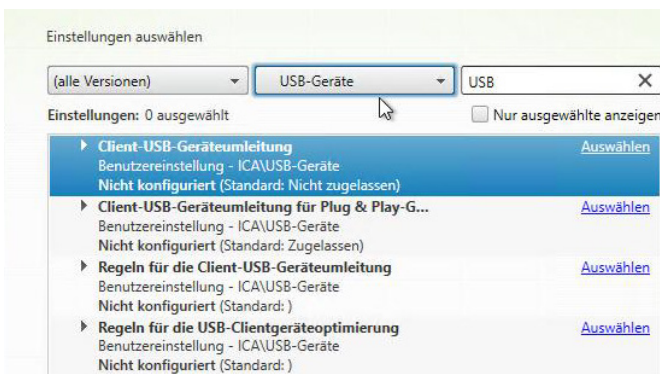 Einstellungen auswählen
(alle Versionen) USB-Geräte USB
Einstellungen: 0 ausgewählt Nur ausgewählte anzeigen
Client-USB-Geräteumleitung Auswählen
Benutzereinstellung - ICA\USB-Geräte
Nicht konfiguriert (Standard: Nicht zugelassen)
Client-USB-Geräteumleitung für Plug & Play-G... Auswählen
Benutzereinstellung - ICA\USB-Geräte
Nicht konfiguriert (Standard: Zugelassen)
Regeln für die Client-USB-Geräteumleitung Auswählen
Benutzereinstellung - ICA\USB-Geräte
Nicht konfiguriert (Standard: )
Regeln für die USB-Clientgeräteoptimierung Auswählen
Benutzereinstellung - ICA\USB-Geräte
Nicht konfiguriert (Standard: )